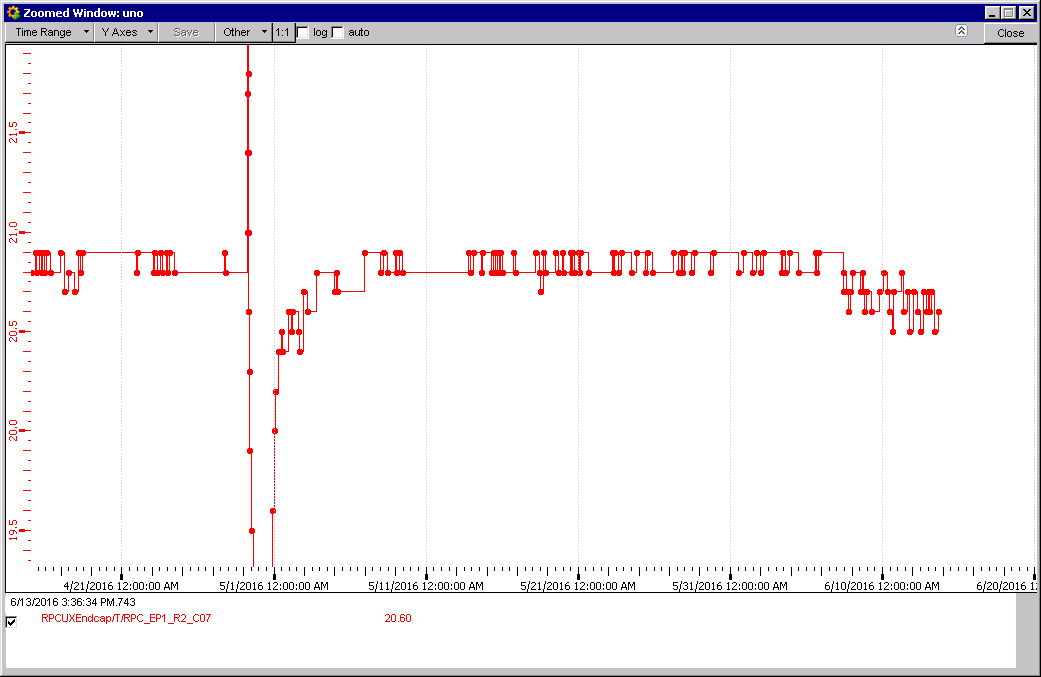 Zoomed Window: uno
Time Range Y Axes Save Other 1:1 log auto Close
21.5
21.0
20.5
20.0
19.5
4/21/2016 12:00:00 AM 5/1/2016 12:00:00 AM 5/11/2016 12:00:00 AM 5/21/2016 12:00:00 AM 5/31/2016 12:00:00 AM 6/10/2016 12:00:00 AM 6/20/2016 1
6/13/2016 3:36:34 PM.743
RPCUXEndcap/T/RPC_EP1_R2_C07 20.60